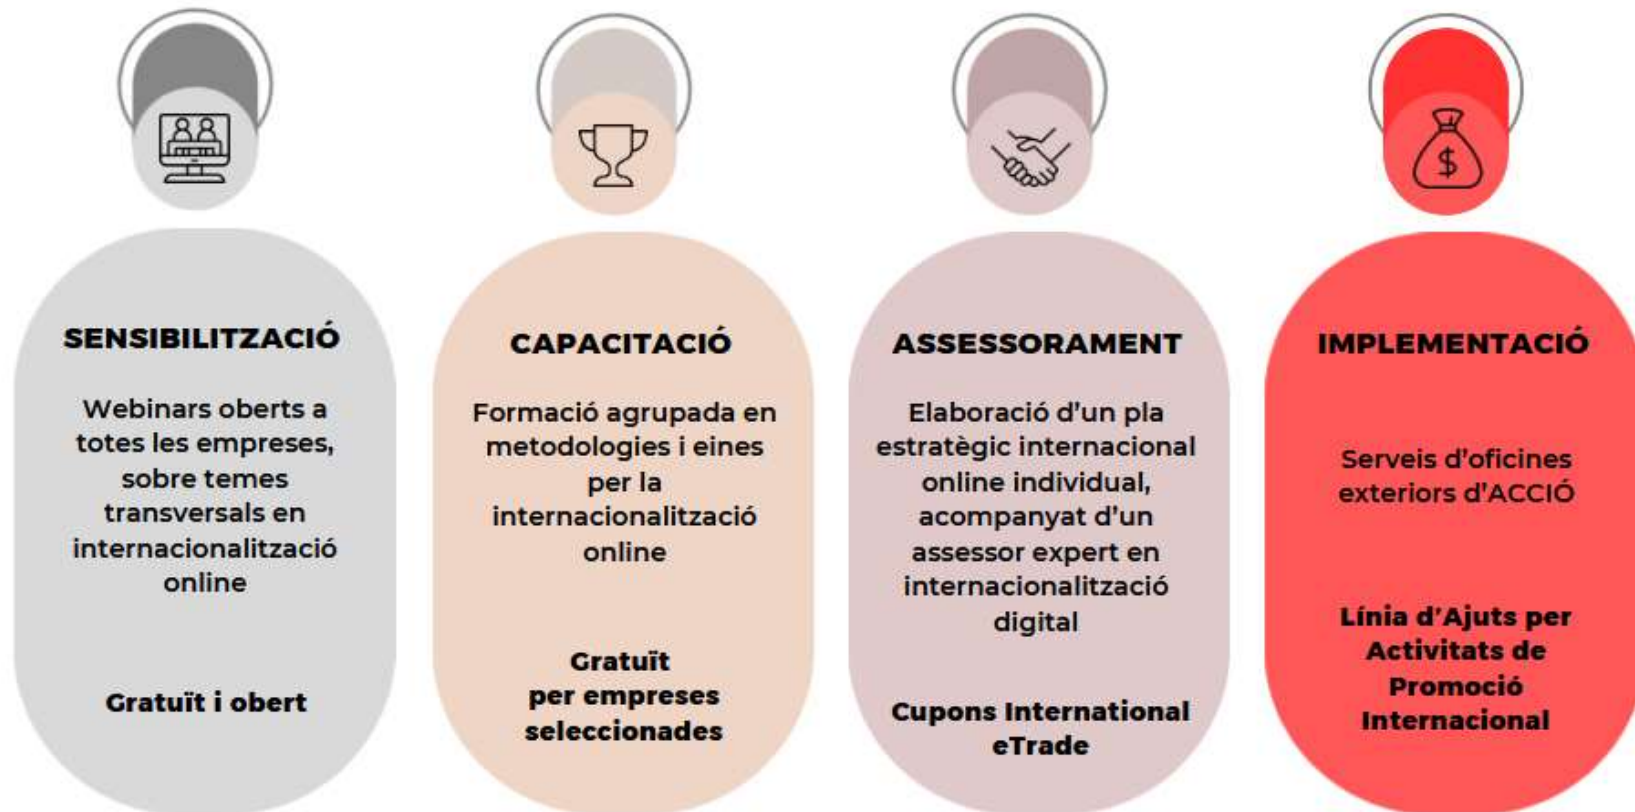 SENSIBILITZACIÓ
Webinars oberts a
totes les empreses,
sobre temes
transversals en
internacionalització
online
Gratuït i obert
CAPACITACIÓ
Formació agrupada en
metodologies i eines
per la
internacionalització
online
Gratuït
per empreses
seleccionades
ASSESSORAMENT
Elaboració d'un pla
estratègic internacional
online individual,
acompanyat d'un
assessor expert en
internacionalització
digital
Cupons International
eTrade
IMPLEMENTACIÓ
Serveis d'oficines
exteriors d'ACCIÓ
Línia d'Ajuts per
Activitats de
Promoció
Internacional
$